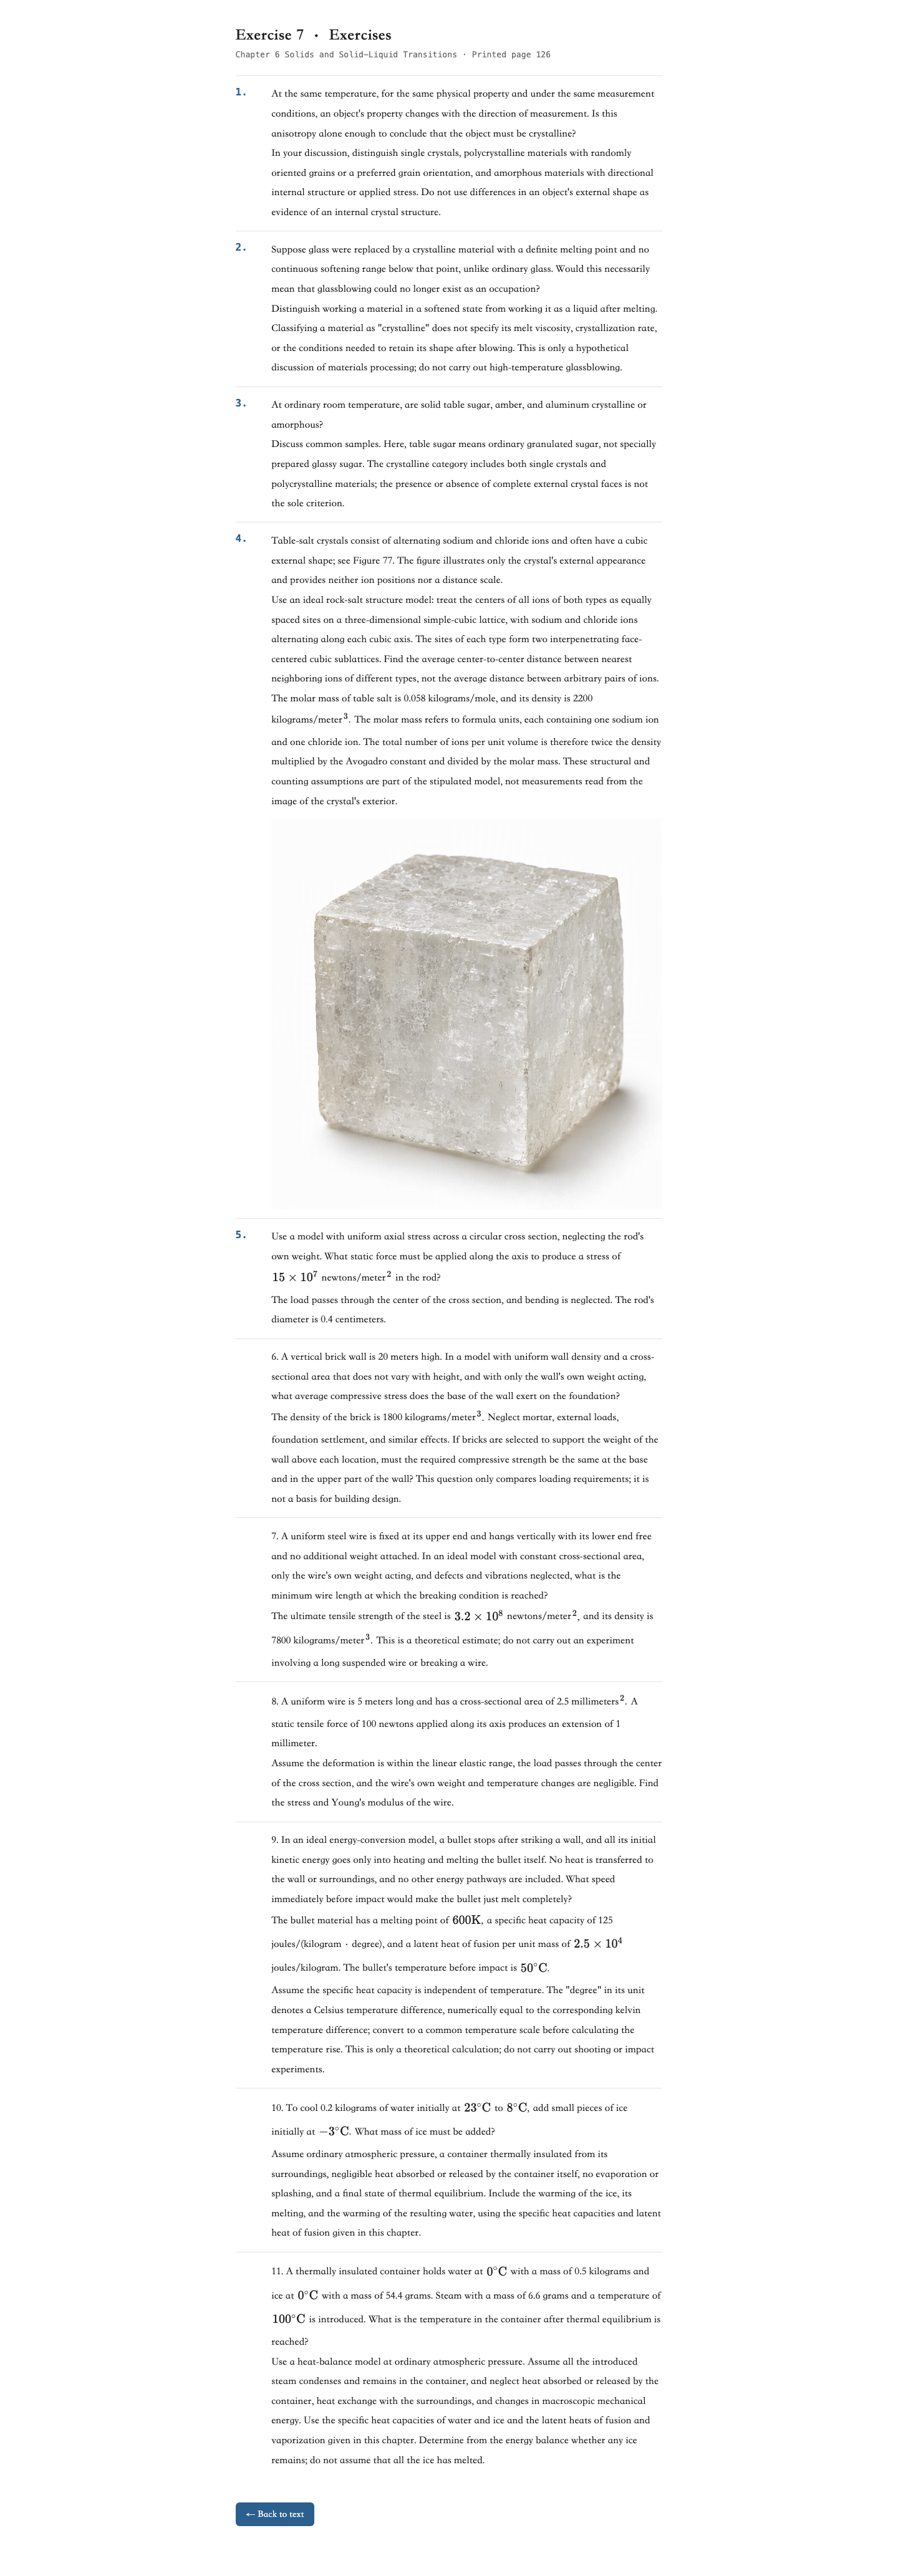 Exercise 7 · Exercises
Chapter 6 Solids and Solid–Liquid Transitions · Printed page 126
1.
At the same temperature, for the same physical property and under the same measurement
conditions, an object's property changes with the direction of measurement. Is this
anisotropy alone enough to conclude that the object must be crystalline?
In your discussion, distinguish single crystals, polycrystalline materials with randomly
oriented grains or a preferred grain orientation, and amorphous materials with directional
internal structure or applied stress. Do not use differences in an object's external shape as
evidence of an internal crystal structure.
2.
Suppose glass were replaced by a crystalline material with a definite melting point and no
continuous softening range below that point, unlike ordinary glass. Would this necessarily
mean that glassblowing could no longer exist as an occupation?
Distinguish working a material in a softened state from working it as a liquid after melting.
Classifying a material as "crystalline" does not specify its melt viscosity, crystallization rate,
or the conditions needed to retain its shape after blowing. This is only a hypothetical
discussion of materials processing; do not carry out high-temperature glassblowing.
3.
At ordinary room temperature, are solid table sugar, amber, and aluminum crystalline or
amorphous?
Discuss common samples. Here, table sugar means ordinary granulated sugar, not specially
prepared glassy sugar. The crystalline category includes both single crystals and
polycrystalline materials; the presence or absence of complete external crystal faces is not
the sole criterion.
4.
Table-salt crystals consist of alternating sodium and chloride ions and often have a cubic
external shape; see Figure 77. The figure illustrates only the crystal's external appearance
and provides neither ion positions nor a distance scale.
Use an ideal rock-salt structure model: treat the centers of all ions of both types as equally
spaced sites on a three-dimensional simple-cubic lattice, with sodium and chloride ions
alternating along each cubic axis. The sites of each type form two interpenetrating face-
centered cubic sublattices. Find the average center-to-center distance between nearest
neighboring ions of different types, not the average distance between arbitrary pairs of ions.
The molar mass of table salt is 0.058 kilograms/mole, and its density is 2200
kilograms/meter³. The molar mass refers to formula units, each containing one sodium ion
and one chloride ion. The total number of ions per unit volume is therefore twice the density
multiplied by the Avogadro constant and divided by the molar mass. These structural and
counting assumptions are part of the stipulated model, not measurements read from the
image of the crystal's exterior.
5.
Use a model with uniform axial stress across a circular cross section, neglecting the rod's
own weight. What static force must be applied along the axis to produce a stress of
15 × 10⁷ newtons/meter² in the rod?
The load passes through the center of the cross section, and bending is neglected. The rod's
diameter is 0.4 centimeters.
6. A vertical brick wall is 20 meters high. In a model with uniform wall density and a cross-
sectional area that does not vary with height, and with only the wall's own weight acting,
what average compressive stress does the base of the wall exert on the foundation?
The density of the brick is 1800 kilograms/meter³. Neglect mortar, external loads,
foundation settlement, and similar effects. If bricks are selected to support the weight of the
wall above each location, must the required compressive strength be the same at the base
and in the upper part of the wall? This question only compares loading requirements; it is
not a basis for building design.
7. A uniform steel wire is fixed at its upper end and hangs vertically with its lower end free
and no additional weight attached. In an ideal model with constant cross-sectional area,
only the wire's own weight acting, and defects and vibrations neglected, what is the
minimum wire length at which the breaking condition is reached?
The ultimate tensile strength of the steel is 3.2 × 10⁸ newtons/meter², and its density is
7800 kilograms/meter³. This is a theoretical estimate; do not carry out an experiment
involving a long suspended wire or breaking a wire.
8. A uniform wire is 5 meters long and has a cross-sectional area of 2.5 millimeters². A
static tensile force of 100 newtons applied along its axis produces an extension of 1
millimeter.
Assume the deformation is within the linear elastic range, the load passes through the center
of the cross section, and the wire's own weight and temperature changes are negligible. Find
the stress and Young's modulus of the wire.
9. In an ideal energy-conversion model, a bullet stops after striking a wall, and all its initial
kinetic energy goes only into heating and melting the bullet itself. No heat is transferred to
the wall or surroundings, and no other energy pathways are included. What speed
immediately before impact would make the bullet just melt completely?
The bullet material has a melting point of 600K, a specific heat capacity of 125
joules/(kilogram · degree), and a latent heat of fusion per unit mass of 2.5 × 10⁴
joules/kilogram. The bullet's temperature before impact is 50°C.
Assume the specific heat capacity is independent of temperature. The "degree" in its unit
denotes a Celsius temperature difference, numerically equal to the corresponding kelvin
temperature difference; convert to a common temperature scale before calculating the
temperature rise. This is only a theoretical calculation; do not carry out shooting or impact
experiments.
10. To cool 0.2 kilograms of water initially at 23°C to 8°C, add small pieces of ice
initially at −3°C. What mass of ice must be added?
Assume ordinary atmospheric pressure, a container thermally insulated from its
surroundings, negligible heat absorbed or released by the container itself, no evaporation or
splashing, and a final state of thermal equilibrium. Include the warming of the ice, its
melting, and the warming of the resulting water, using the specific heat capacities and latent
heat of fusion given in this chapter.
11. A thermally insulated container holds water at 0°C with a mass of 0.5 kilograms and
ice at 0°C with a mass of 54.4 grams. Steam with a mass of 6.6 grams and a temperature of
100°C is introduced. What is the temperature in the container after thermal equilibrium is
reached?
Use a heat-balance model at ordinary atmospheric pressure. Assume all the introduced
steam condenses and remains in the container, and neglect heat absorbed or released by the
container, heat exchange with the surroundings, and changes in macroscopic mechanical
energy. Use the specific heat capacities of water and ice and the latent heats of fusion and
vaporization given in this chapter. Determine from the energy balance whether any ice
remains; do not assume that all the ice has melted.
← Back to text